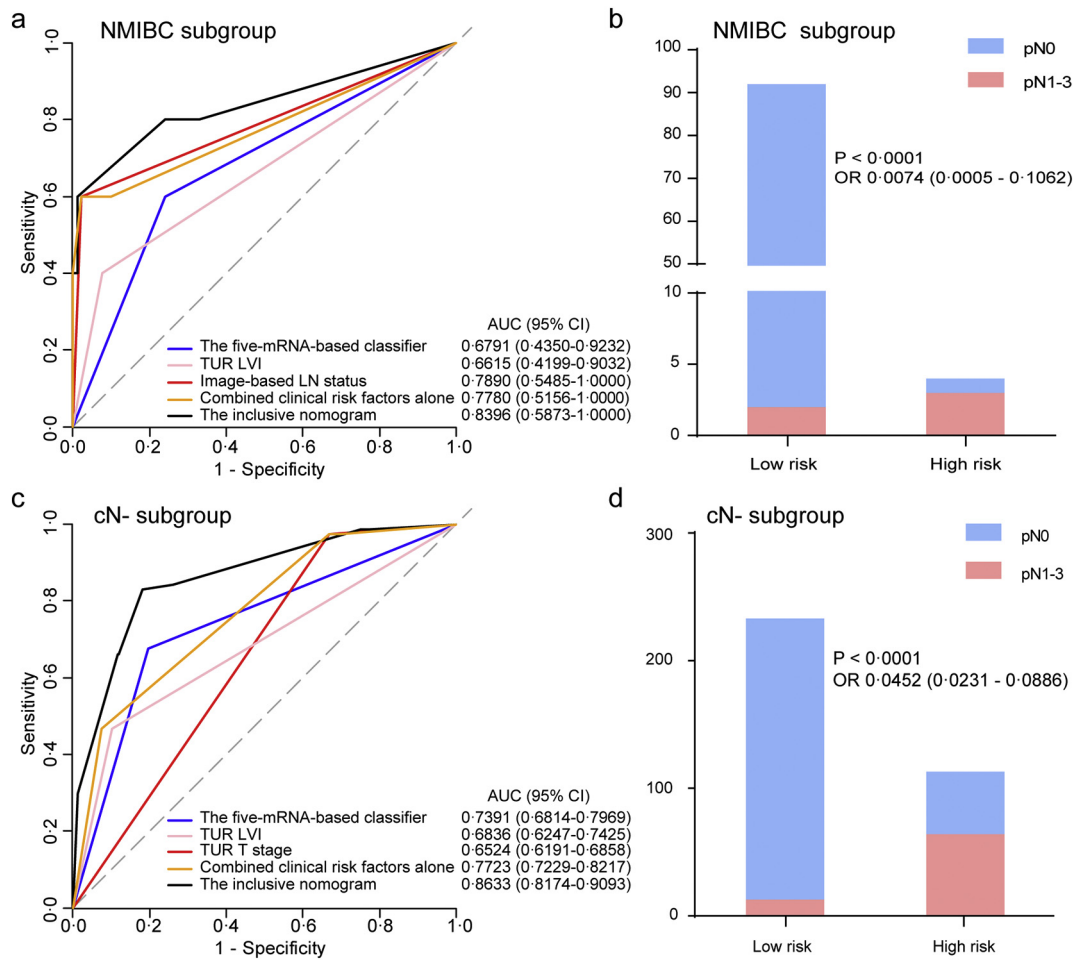 a
NMIBC subgroup
1·0
0·8
0·6
0·4
0·2
0·0
Sensitivity
AUC (95% CI)
The five-mRNA-based classifier 0·6791 (0·4350-0·9232)
TUR LVI 0·6615 (0·4199-0·9032)
Image-based LN status 0·7890 (0·5485-1·0000)
Combined clinical risk factors alone 0·7780 (0·5156-1·0000)
The inclusive nomogram 0·8396 (0·5873-1·0000)
0·0 0·2 0·4 0·6 0·8 1·0
1 - Specificity
b
NMIBC subgroup
pN0
pN1-3
100
90
80
70
60
50
10
5
0
P < 0·0001
OR 0·0074 (0·0005 - 0·1062)
Low risk High risk
c
cN- subgroup
1·0
0·8
0·6
0·4
0·2
0·0
Sensitivity
AUC (95% CI)
The five-mRNA-based classifier 0·7391 (0·6814-0·7969)
TUR LVI 0·6836 (0·6247-0·7425)
TUR T stage 0·6524 (0·6191-0·6858)
Combined clinical risk factors alone 0·7723 (0·7229-0·8217)
The inclusive nomogram 0·8633 (0·8174-0·9093)
0·0 0·2 0·4 0·6 0·8 1·0
1 - Specificity
d
cN- subgroup
pN0
pN1-3
300
200
100
0
P < 0·0001
OR 0·0452 (0·0231 - 0·0886)
Low risk High risk